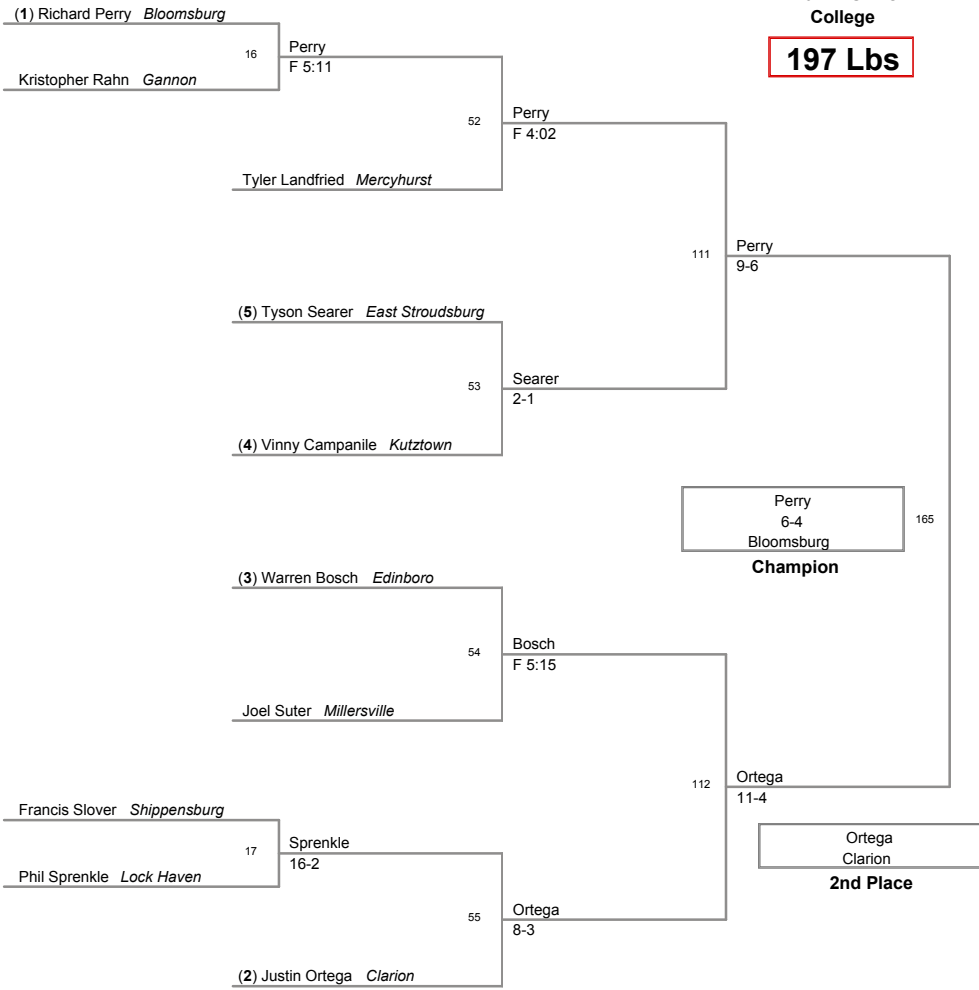 College
197 Lbs
(1) Richard Perry Bloomsburg
16
Perry
F 5:11
Kristopher Rahn Gannon
52
Perry
F 4:02
Tyler Landfried Mercyhurst
111
Perry
9-6
(5) Tyson Searer East Stroudsburg
53
Searer
2-1
(4) Vinny Campanile Kutztown
Perry
6-4
Bloomsburg
Champion
165
(3) Warren Bosch Edinboro
54
Bosch
F 5:15
Joel Suter Millersville
112
Ortega
11-4
Francis Slover Shippensburg
17
Sprenkle
16-2
Phil Sprenkle Lock Haven
Ortega
Clarion
2nd Place
55
Ortega
8-3
(2) Justin Ortega Clarion